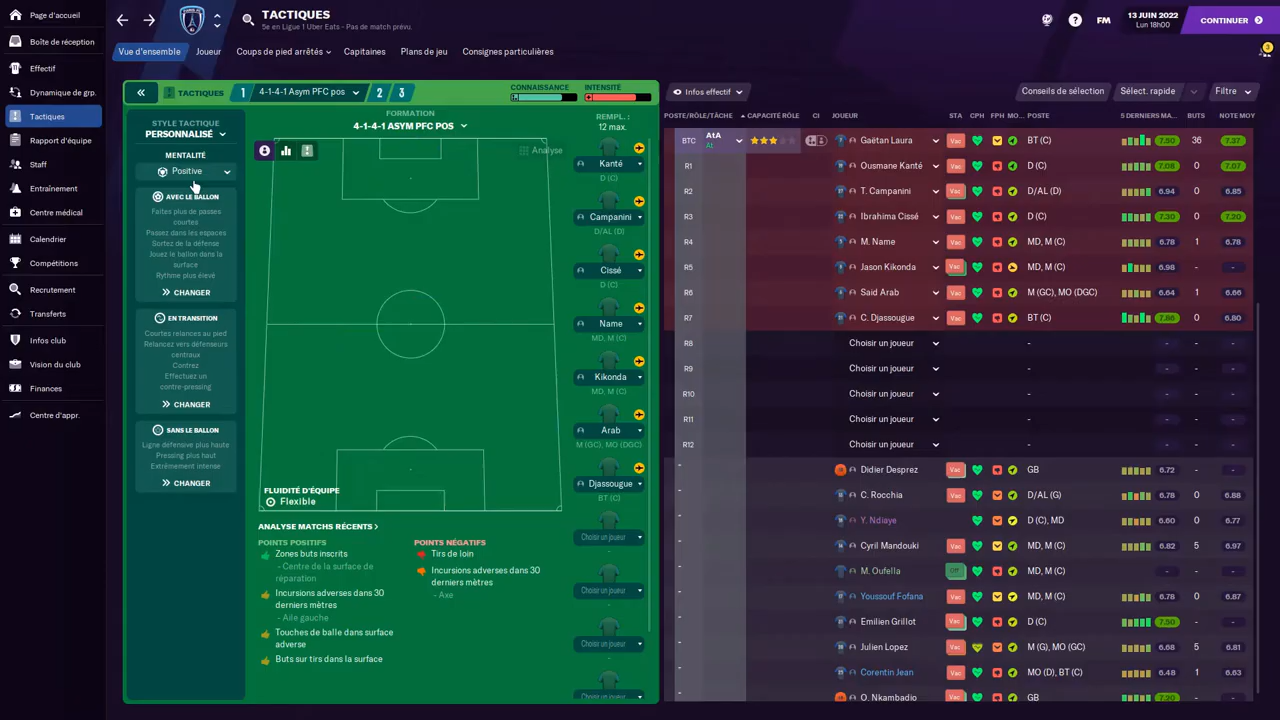 Page d'accueil
Boîte de réception
Effectif
Dynamique de grp.
Tactiques
Rapport d'équipe
Staff
Entraînement
Centre médical
Calendrier
Compétitions
Recrutement
Transferts
Infos club
Vision du club
Finances
Centre d'appr.
TACTIQUES
5e en Ligue 1 Uber Eats - Pas de match prévu.
? FM
13 JUIN 2022
Lun 18h00
CONTINUER
Vue d'ensemble Joueur Coups de pied arrêtés Capitaines Plans de jeu Consignes particulières
TACTIQUES 1 4-1-4-1 Asym PFC pos 2 3
CONNAISSANCE INTENSITÉ
STYLE TACTIQUE
PERSONNALISÉ
MENTALITÉ
Positive
AVEC LE BALLON
Faites plus de passes
courtes
Passez dans les espaces
Sortez de la défense
Jouez le ballon dans la
surface
Rythme plus élevé
CHANGER
EN TRANSITION
Courtes relances au pied
Relancez vers défenseurs
centraux
Contrez
Effectuez un
contre-pressing
CHANGER
SANS LE BALLON
Ligne défensive plus haute
Pressing plus haut
Extrêmement intense
CHANGER
FORMATION
4-1-4-1 ASYM PFC POS
Analyse
FLUIDITÉ D'ÉQUIPE
Flexible
ANALYSE MATCHS RÉCENTS
POINTS POSITIFS
Zones buts inscrits
- Centre de la surface de
réparation
Incursions adverses dans 30
derniers mètres
- Aile gauche
Touches de balle dans surface
adverse
Buts sur tirs dans la surface
POINTS NÉGATIFS
Tirs de loin
Incursions adverses dans 30
derniers mètres
- Axe
REMPL. :
12 max.
Kanté
D (C)
Campanini
D/AL (D)
Cissé
D (C)
Name
MD, M (C)
Kikonda
MD, M (C)
Arab
M (GC), MO (DGC)
Djassougue
BT (C)
Choisir un joueur
-
Choisir un joueur
-
Choisir un joueur
-
Choisir un joueur
Infos effectif Conseils de sélection Sélect. rapide Filtre
POSTE/RÔLE/TÂCHE CAPACITÉ RÔLE CI JOUEUR STA CPH FPH MO... POSTE 5 DERNIERS MA... BUTS NOTE MOY
BTC AtA At Gaëtan Laura Vac BT (C) 7.50 36 7.37
R1 Ousmane Kanté Vac D (C) 7.08 0 7.07
R2 T. Campanini Vac D/AL (D) 6.94 0 6.85
R3 Ibrahima Cissé Vac D (C) 7.30 0 7.20
R4 M. Name Vac MD, M (C) 6.78 1 6.78
R5 Jason Kikonda Vac MD, M (C) 6.98 - -
R6 Said Arab Vac M (GC), MO (DGC) 6.64 1 6.66
R7 C. Djassougue Vac BT (C) 7.86 0 6.80
R8 Choisir un joueur - - - -
R9 Choisir un joueur - - - -
R10 Choisir un joueur - - - -
R11 Choisir un joueur - - - -
R12 Choisir un joueur - - - -
- Didier Desprez Vac GB 6.72 - -
- C. Rocchia Vac D/AL (G) 6.88 0 6.88
- Y. Ndiaye D (C), MD 6.60 0 6.77
- Cyril Mandouki Vac MD, M (C) 6.82 5 6.97
- M. Oufella Off MD, M (C) - - -
- Youssouf Fofana Vac MD, M (C) 6.78 0 6.87
- Emilien Grillot Vac D (C) 7.50 - -
- Julien Lopez Vac M (G), MO (GC) 6.68 5 6.81
- Corentin Jean Vac MO (D), BT (C) 6.48 1 6.63
- O. Nkambadio Vac GB 7.30 - -